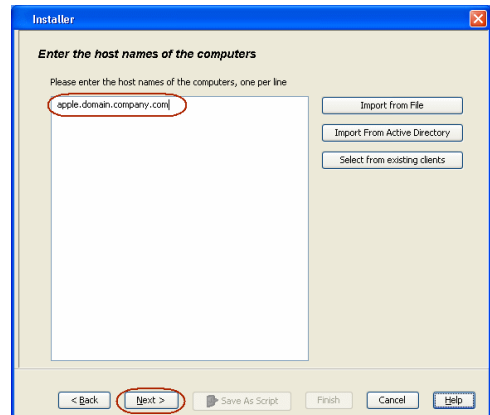 Installer
Enter the host names of the computers
Please enter the host names of the computers, one per line
apple.domain.company.com
Import from File
Import From Active Directory
Select from existing clients
< Back Next > Save As Script Finish Cancel Help